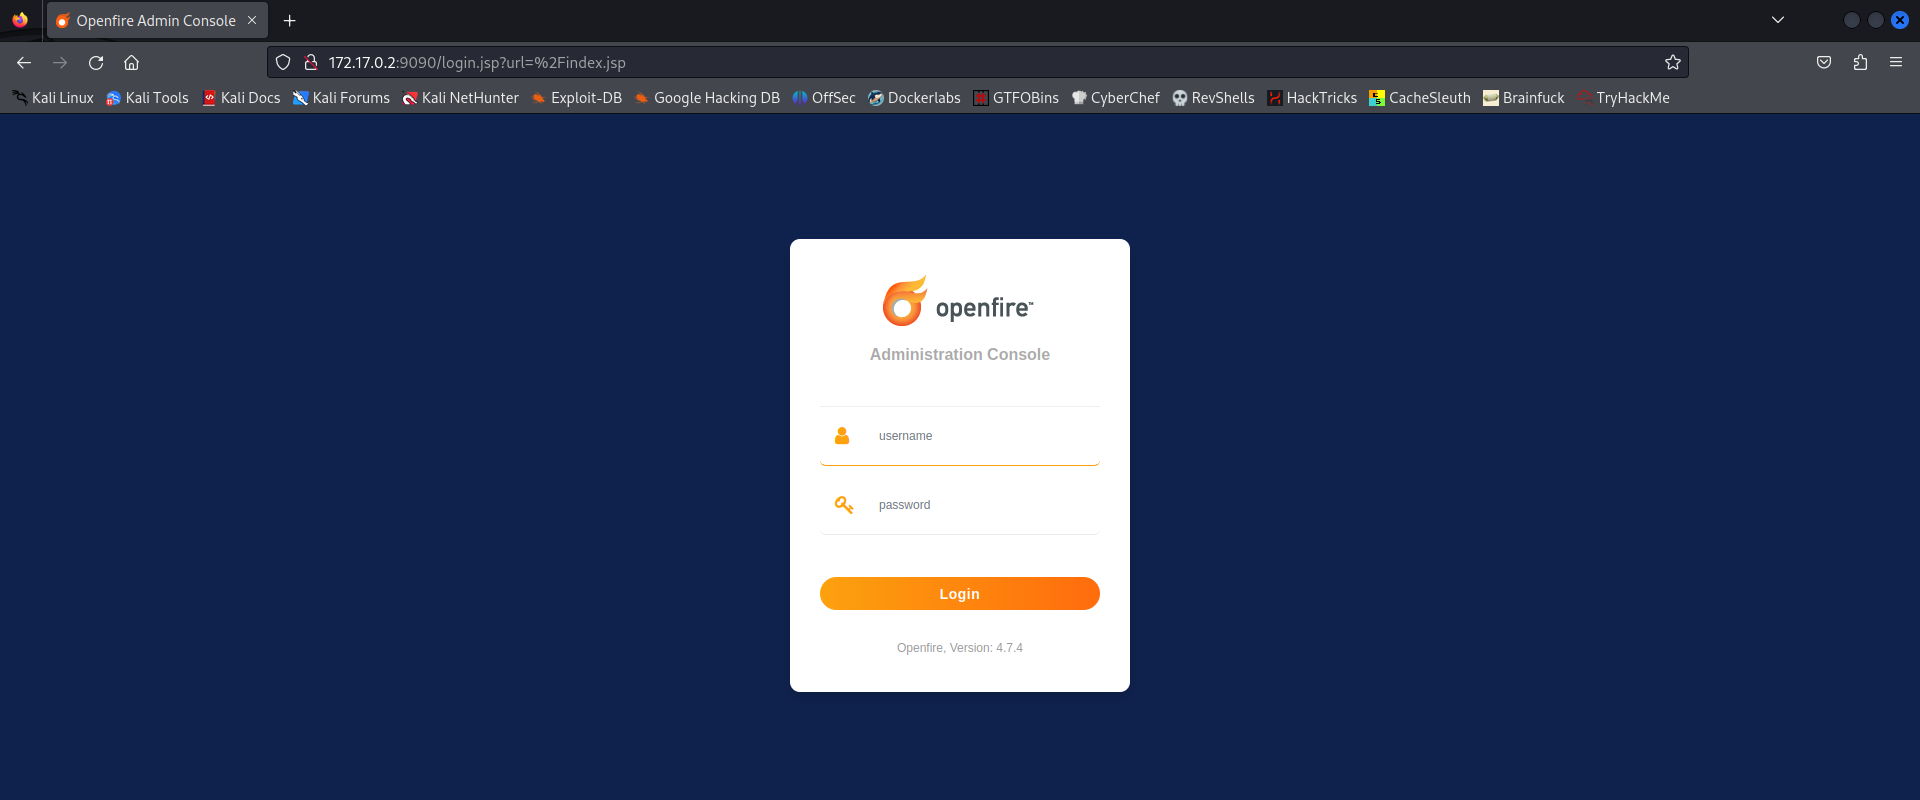 Openfire Admin Console
172.17.0.2:9090/login.jsp?url=%2Findex.jsp
Kali Linux Kali Tools Kali Docs Kali Forums Kali NetHunter Exploit-DB Google Hacking DB OffSec Dockerlabs GTFOBins CyberChef RevShells HackTricks CacheSleuth Brainfuck TryHackMe
openfire™
Administration Console
username
password
Login
Openfire, Version: 4.7.4